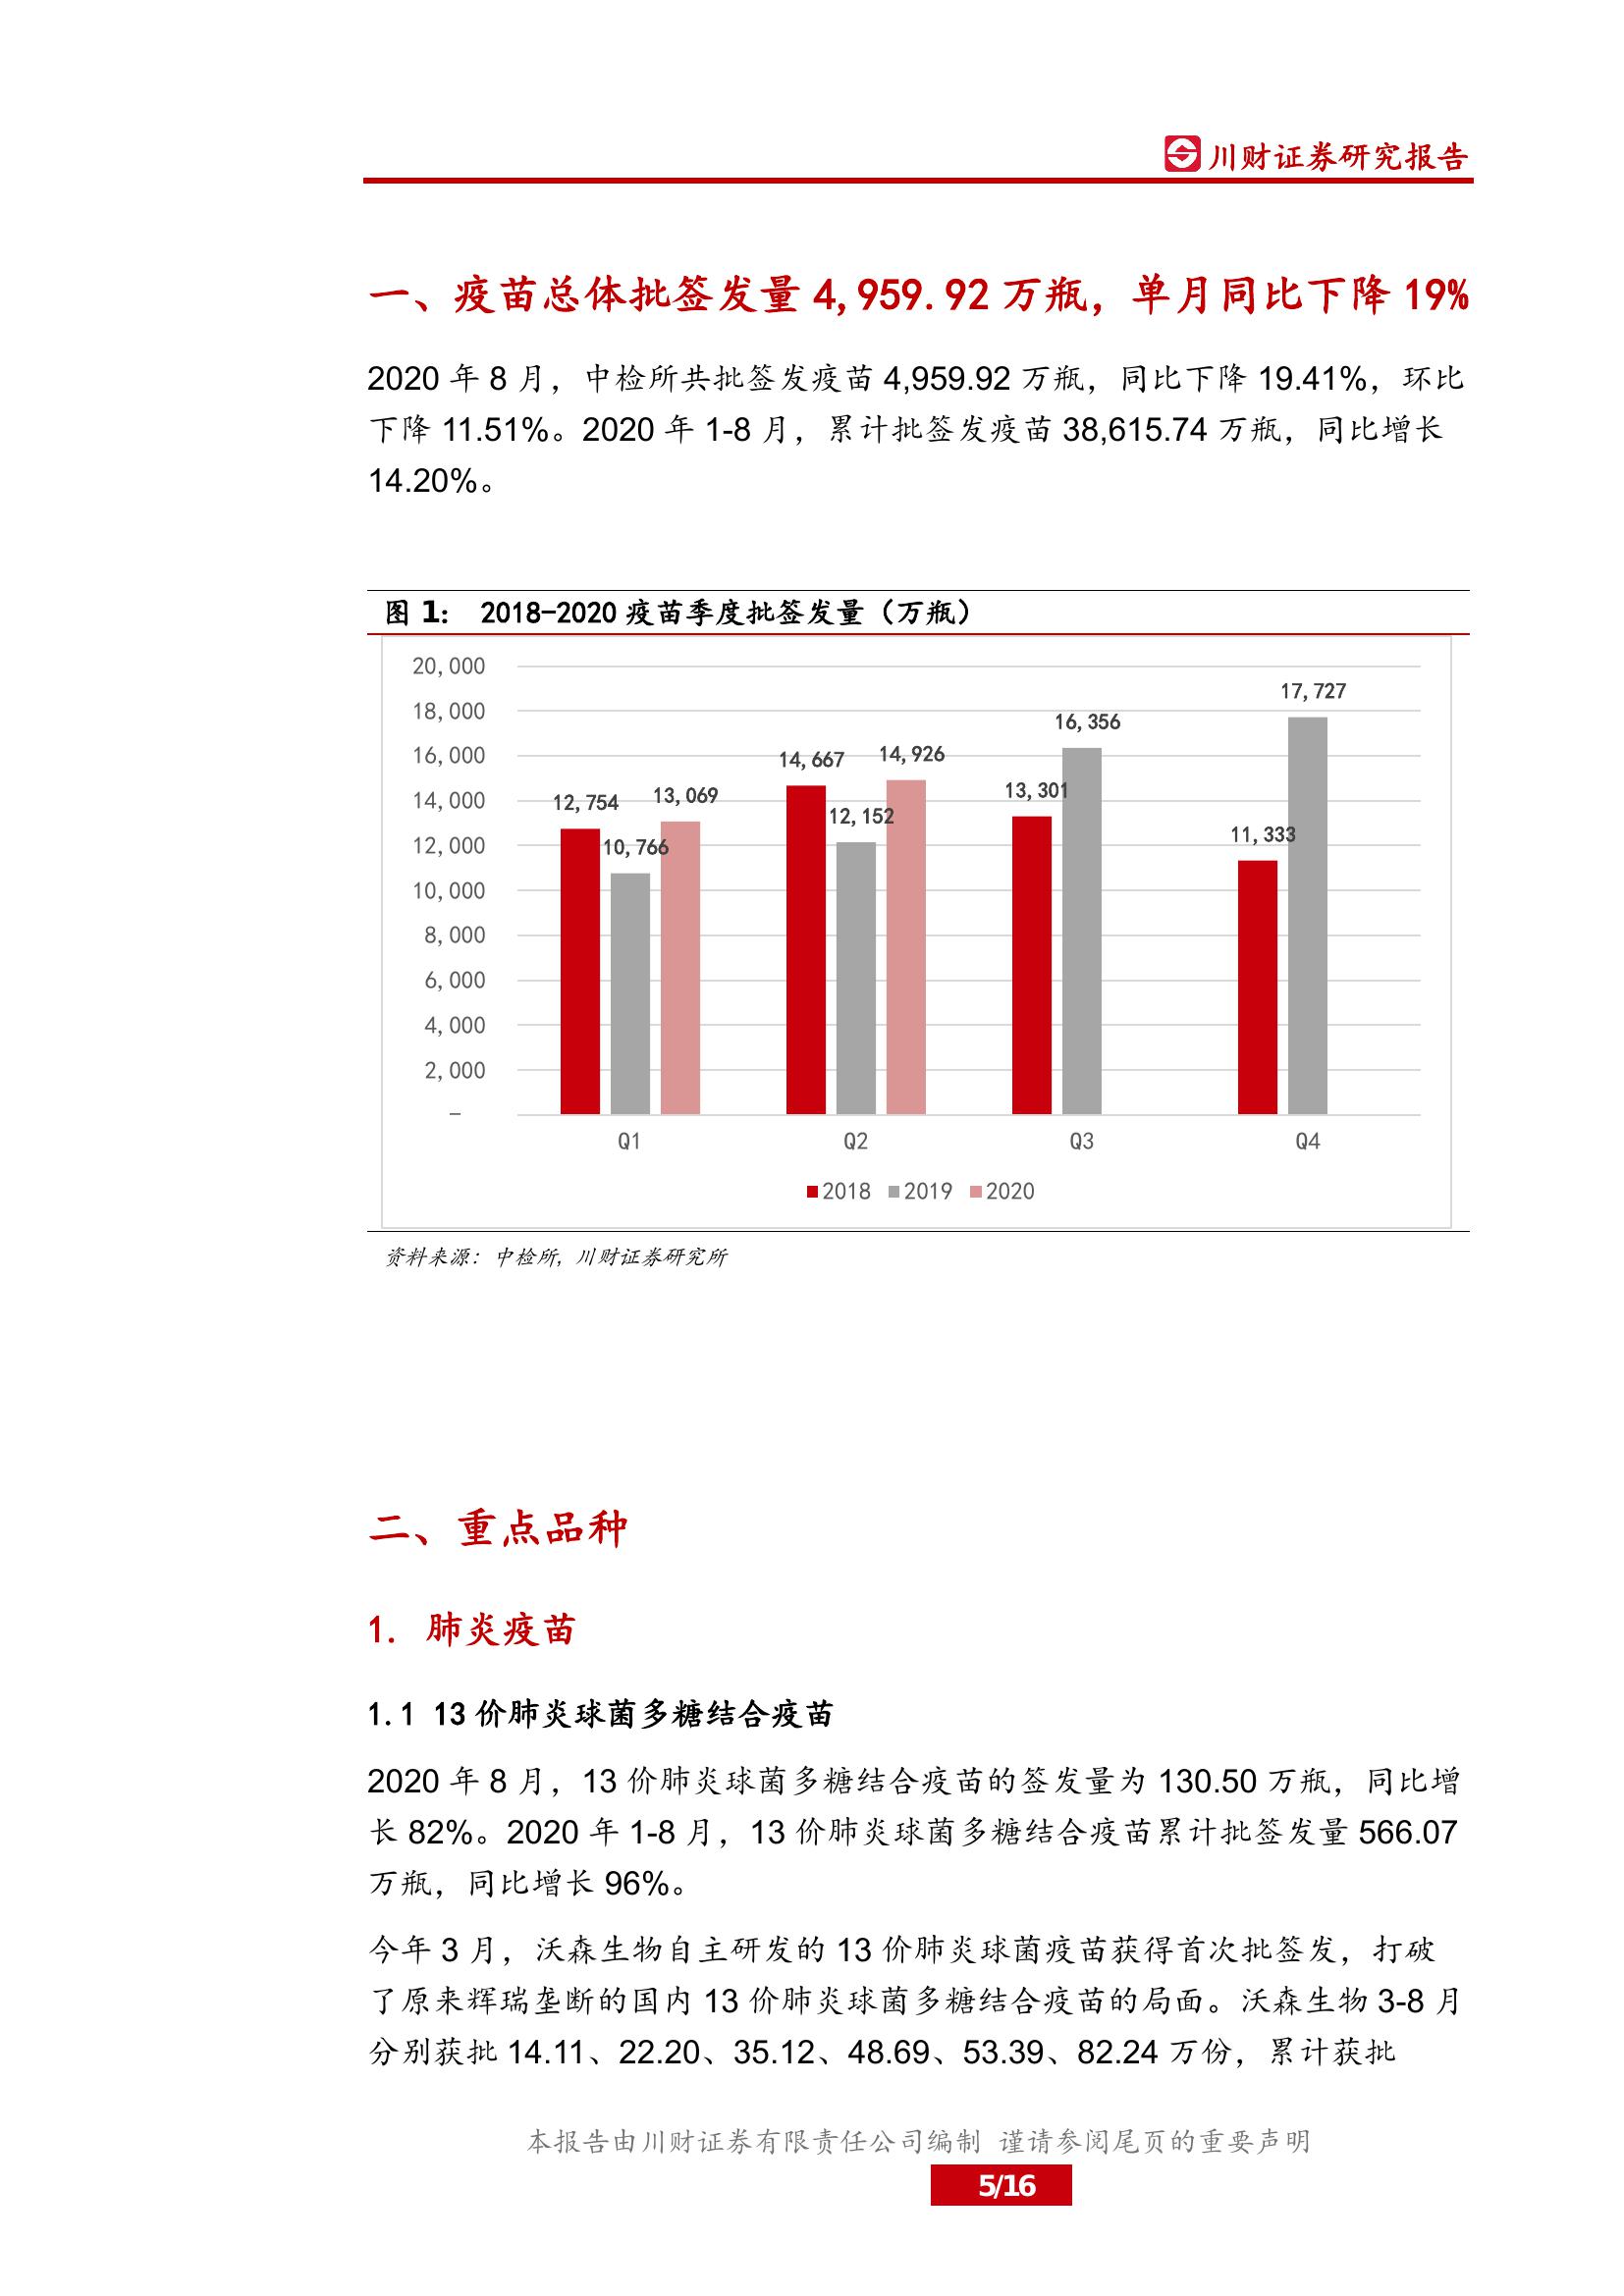 川财证券研究报告
一、疫苗总体批签发量 4,959.92 万瓶，单月同比下降 19%
2020 年 8 月，中检所共批签发疫苗 4,959.92 万瓶，同比下降 19.41%，环比
下降 11.51%。2020 年 1-8 月，累计批签发疫苗 38,615.74 万瓶，同比增长
14.20%。
图 1： 2018-2020 疫苗季度批签发量（万瓶）
20,000
18,000
16,000
14,000
12,000
10,000
8,000
6,000
4,000
2,000
-
12,754
10,766
13,069
14,667
12,152
14,926
13,301
16,356
11,333
17,727
Q1 Q2 Q3 Q4
2018 2019 2020
资料来源：中检所，川财证券研究所
二、重点品种
1. 肺炎疫苗
1.1 13 价肺炎球菌多糖结合疫苗
2020 年 8 月，13 价肺炎球菌多糖结合疫苗的签发量为 130.50 万瓶，同比增
长 82%。2020 年 1-8 月，13 价肺炎球菌多糖结合疫苗累计批签发量 566.07
万瓶，同比增长 96%。
今年 3 月，沃森生物自主研发的 13 价肺炎球菌疫苗获得首次批签发，打破
了原来辉瑞垄断的国内 13 价肺炎球菌多糖结合疫苗的局面。沃森生物 3-8 月
分别获批 14.11、22.20、35.12、48.69、53.39、82.24 万份，累计获批
本报告由川财证券有限责任公司编制 谨请参阅尾页的重要声明
5/16